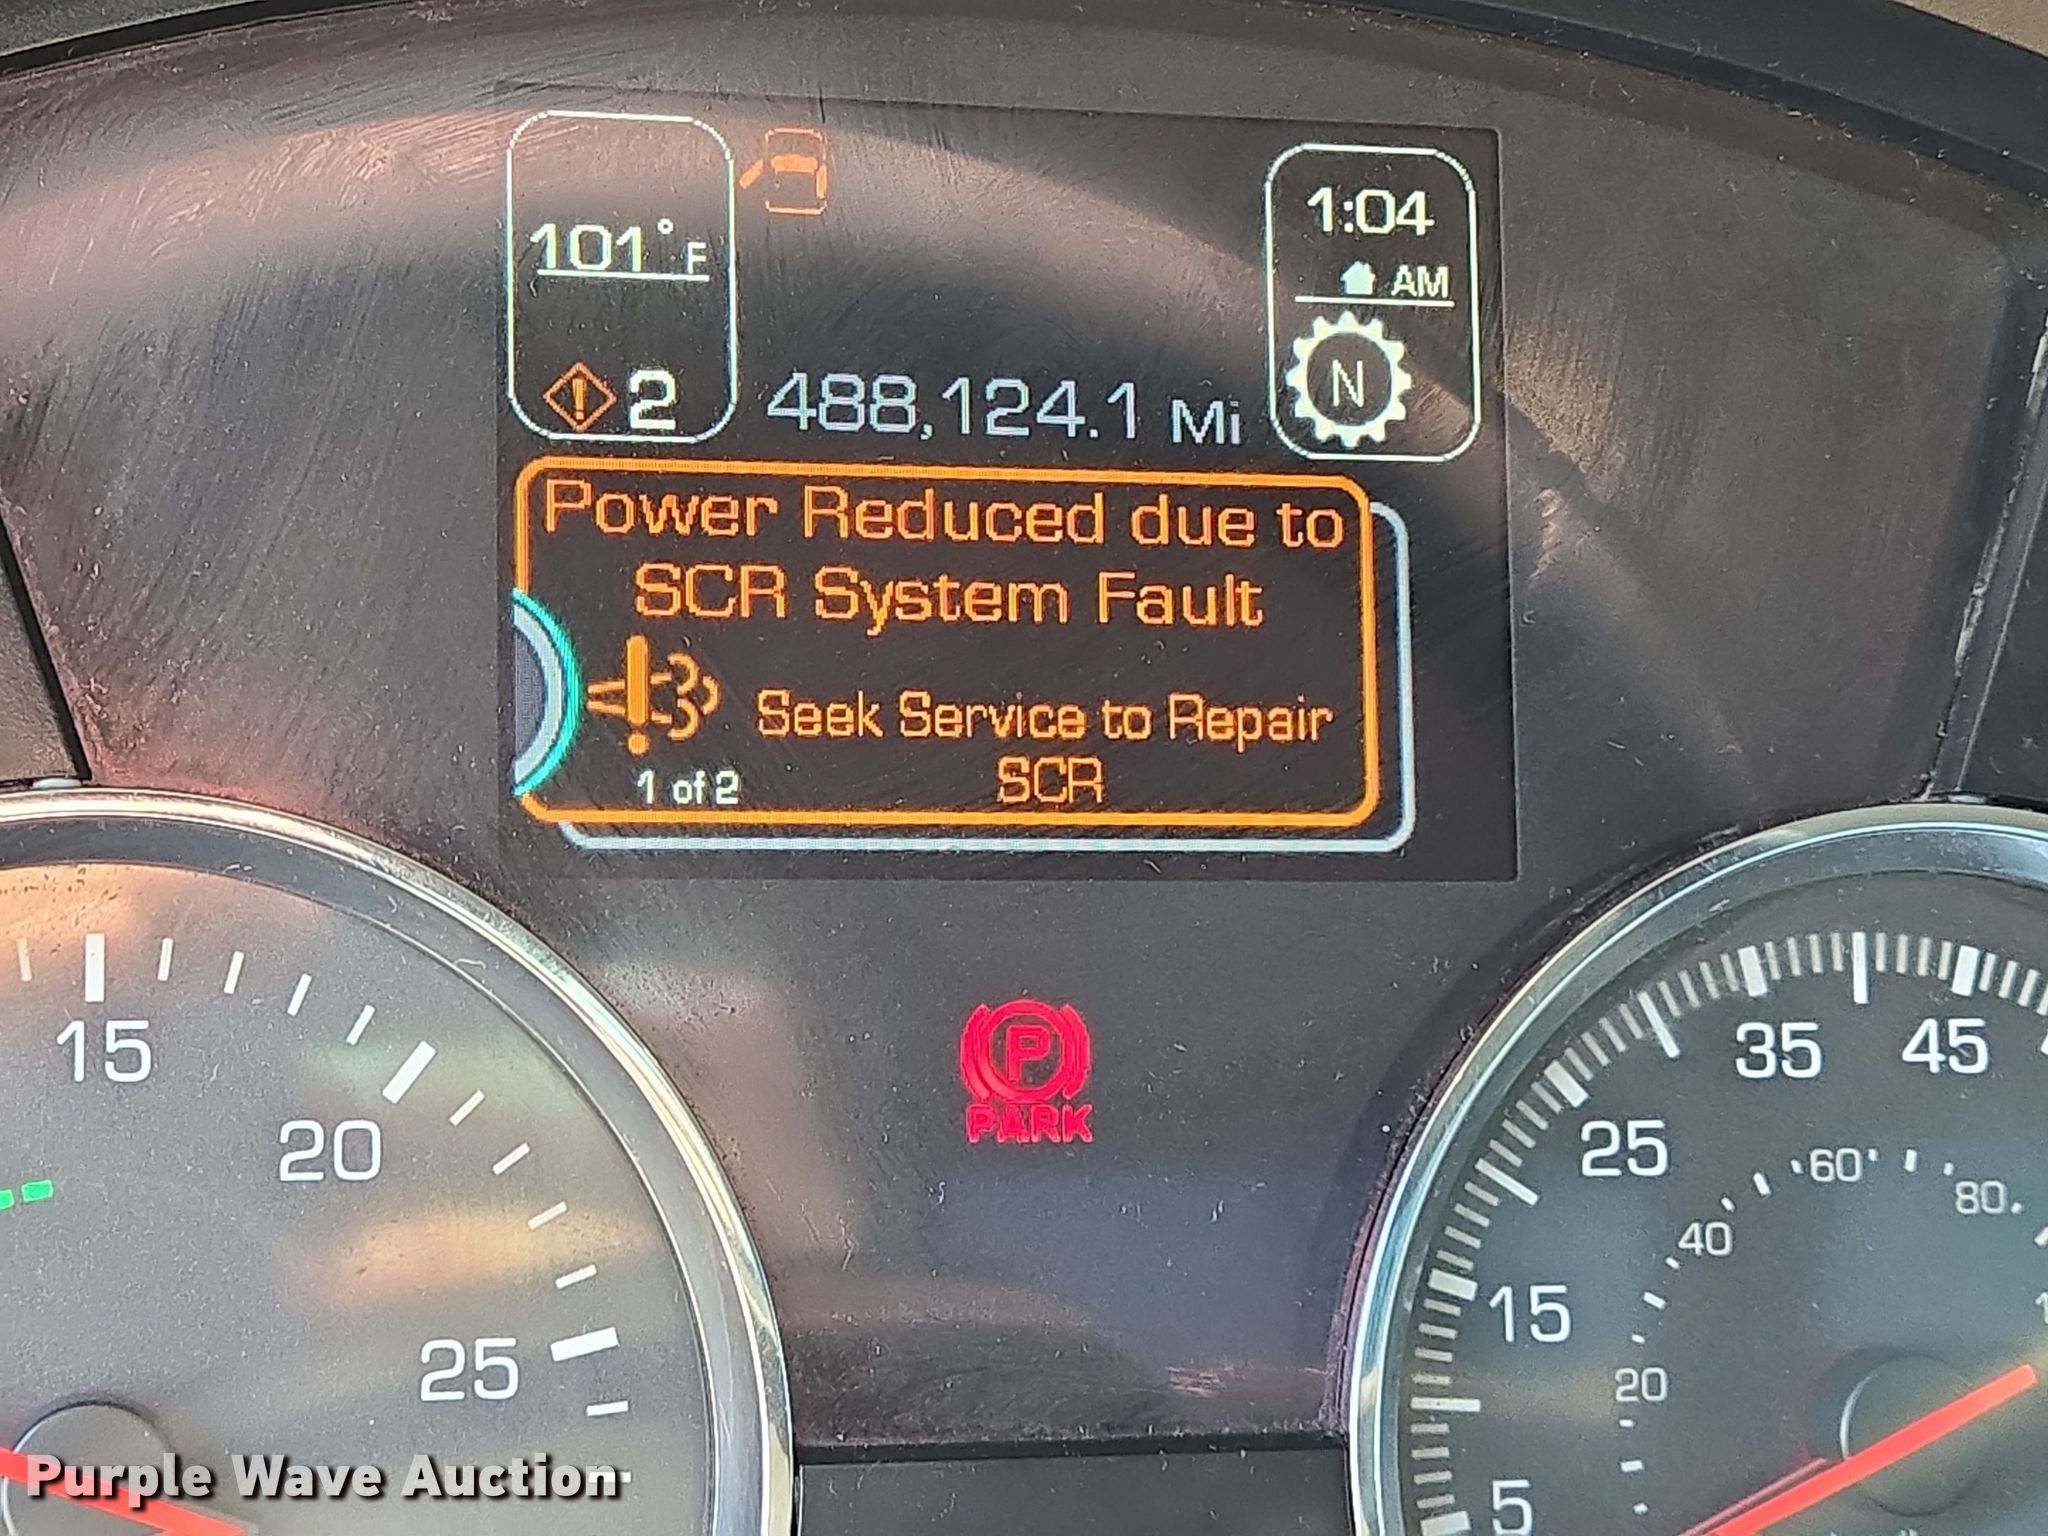 101°F
1:04
AM
2
488,124.1 Mi
N
Power Reduced due to
SCR System Fault
Seek Service to Repair
SCR
1 of 2
P
PARK
15
20
25
5
15
25
35
45
20
40
60
80
Purple Wave Auction